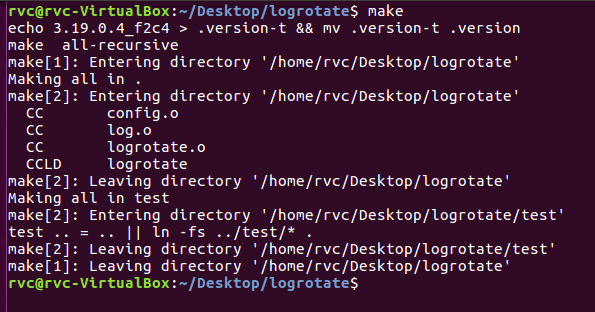 rvc@rvc-VirtualBox:~/Desktop/logrotate$ make
echo 3.19.0.4_f2c4 > .version-t && mv .version-t .version
make  all-recursive
make[1]: Entering directory '/home/rvc/Desktop/logrotate'
Making all in .
make[2]: Entering directory '/home/rvc/Desktop/logrotate'
  CC       config.o
  CC       log.o
  CC       logrotate.o
  CCLD     logrotate
make[2]: Leaving directory '/home/rvc/Desktop/logrotate'
Making all in test
make[2]: Entering directory '/home/rvc/Desktop/logrotate/test'
test .. = .. || ln -fs ../test/* .
make[2]: Leaving directory '/home/rvc/Desktop/logrotate/test'
make[1]: Leaving directory '/home/rvc/Desktop/logrotate'
rvc@rvc-VirtualBox:~/Desktop/logrotate$